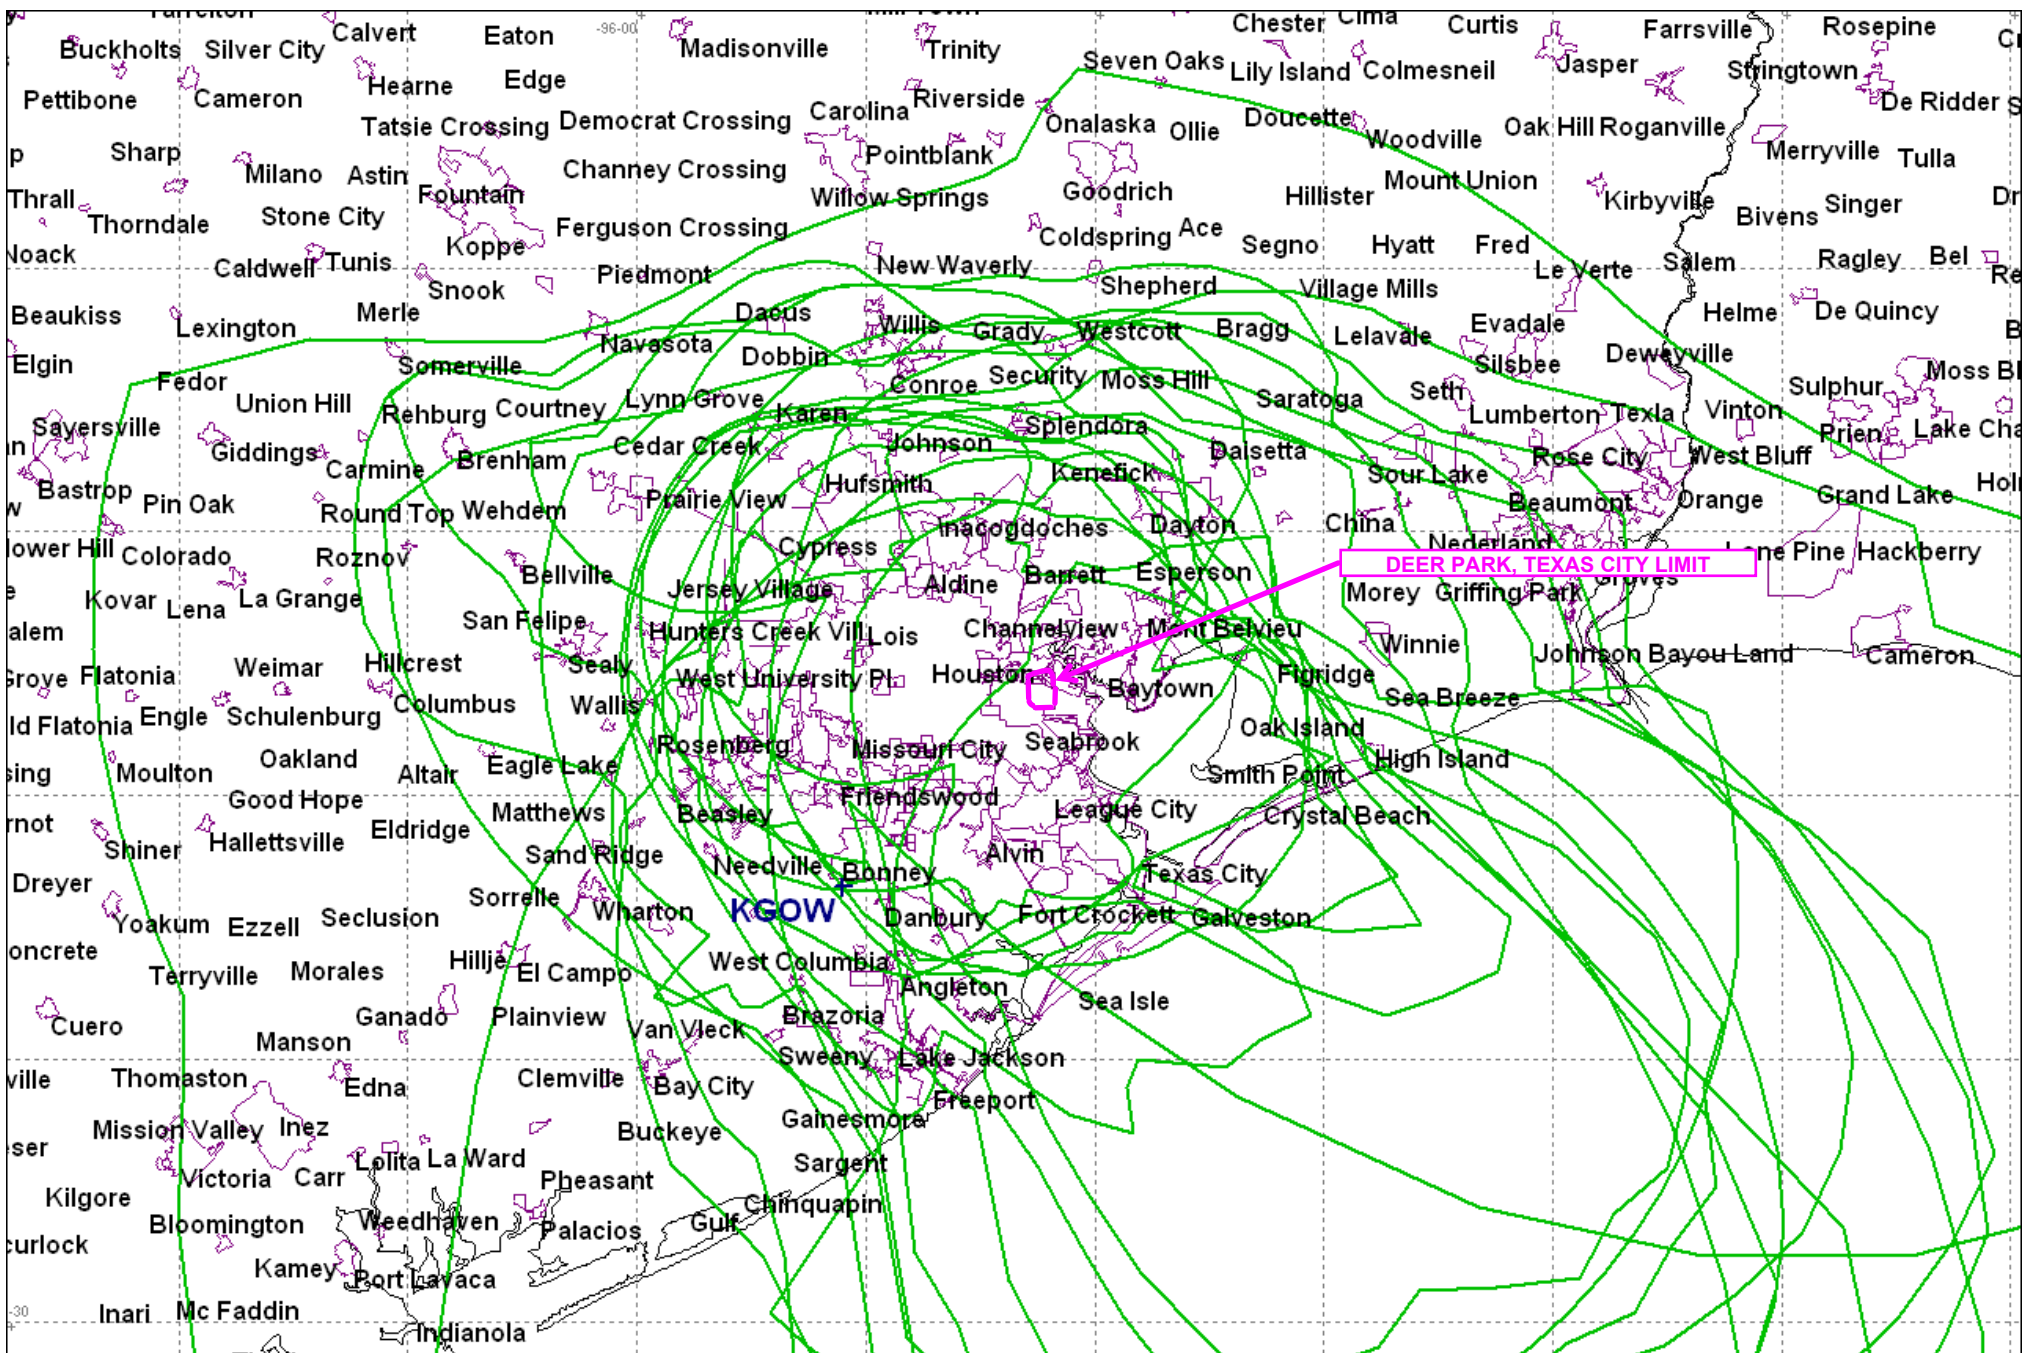 Chester
Curtis
Farrsville
Rosepine
Calvert
Eaton
-96-00
Buckholts
Silver City
Madisonville
Trinity
Seven Oaks
Lily Island
Colmesneil
Jasper
Stringtown
Pettibone
Cameron
Hearne
Edge
Carolina
Riverside
De Ridder
Tatsie Crossing
Democrat Crossing
Onalaska
Ollie
Doucette
Woodville
Oak Hill
Roganville
Sharp
Pointblank
Merryville
Tulla
Milano
Astin
Channey Crossing
Thrall
Fountain
Willow Springs
Goodrich
Hillister
Mount Union
Kirbyville
Bivens
Singer
Thorndale
Stone City
Ferguson Crossing
Coldspring
Ace
Segno
Hyatt
Fred
Koppe
Caldwell
Tunis
Piedmont
New Waverly
Le Verte
Salem
Ragley
Bel
Snook
Shepherd
Village Mills
Beaukiss
Lexington
Merle
Dacus
Willis
Grady
Westcott
Bragg
Lelavale
Evadale
Helme
De Quincy
Elgin
Fedor
Somerville
Navasota
Dobbin
Silsbee
Deweyville
Union Hill
Rehburg
Courtney
Lynn Grove
Conroe
Security
Moss Hill
Saratoga
Seth
Sulphur
Moss Bl
Sayersville
Karen
Splendora
Lumberton
Texla
Vinton
Giddings
Carmine
Brenham
Cedar Creek
Johnson
Daisetta
Prien
Lake Cha
Bastrop
Pin Oak
Round Top
Wehdem
Prairie View
Hufsmith
Kenefick
Sour Lake
Rose City
West Bluff
Beaumont
Orange
Grand Lake
Inacogdoches
Dayton
China
Colorado
Roznov
Cypress
Nederland
Lone Pine
Hackberry
DEER PARK, TEXAS CITY LIMIT
Bellville
Jersey Village
Aldine
Barrett
Esperson
Groves
Kovar
Lena
La Grange
Morey
Griffing Park
San Felipe
Hunters Creek Vill
Lois
Channelview
Mont Belvieu
Winnie
Johnson Bayou Land
Cameron
Flatonia
Weimar
Hillcrest
Sealy
West University Pl.
Houston
Baytown
Figridge
Sea Breeze
Engle
Schulenburg
Columbus
Wallis
ld Flatonia
Oak Island
Moulton
Oakland
Altair
Eagle Lake
Rosenberg
Missouri City
Seabrook
Smith Point
High Island
Good Hope
Matthews
Beasley
Friendswood
League City
Crystal Beach
Shiner
Hallettsville
Eldridge
Sand Ridge
Needville
Bonney
Alvin
Texas City
Dreyer
Yoakum
Ezzell
Seclusion
Sorrelle
Wharton
KGOW
Danbury
Fort Crockett
Galveston
oncrete
Terryville
Morales
Hillje
El Campo
West Columbia
Angleton
Sea Isle
Cuero
Ganado
Plainview
Van Vleck
Brazoria
Manson
Sweeny
Lake Jackson
ville
Thomaston
Edna
Clemville
Bay City
Freeport
Mission Valley
Inez
Buckeye
Gainesmore
Victoria
Carr
Lolita
La Ward
Pheasant
Sargent
Kilgore
Bloomington
Weedhaven
Palacios
Gulf
Chinquapin
curlock
Kamey
Port Lavaca
-30
Inari
Mc Faddin
Indianola